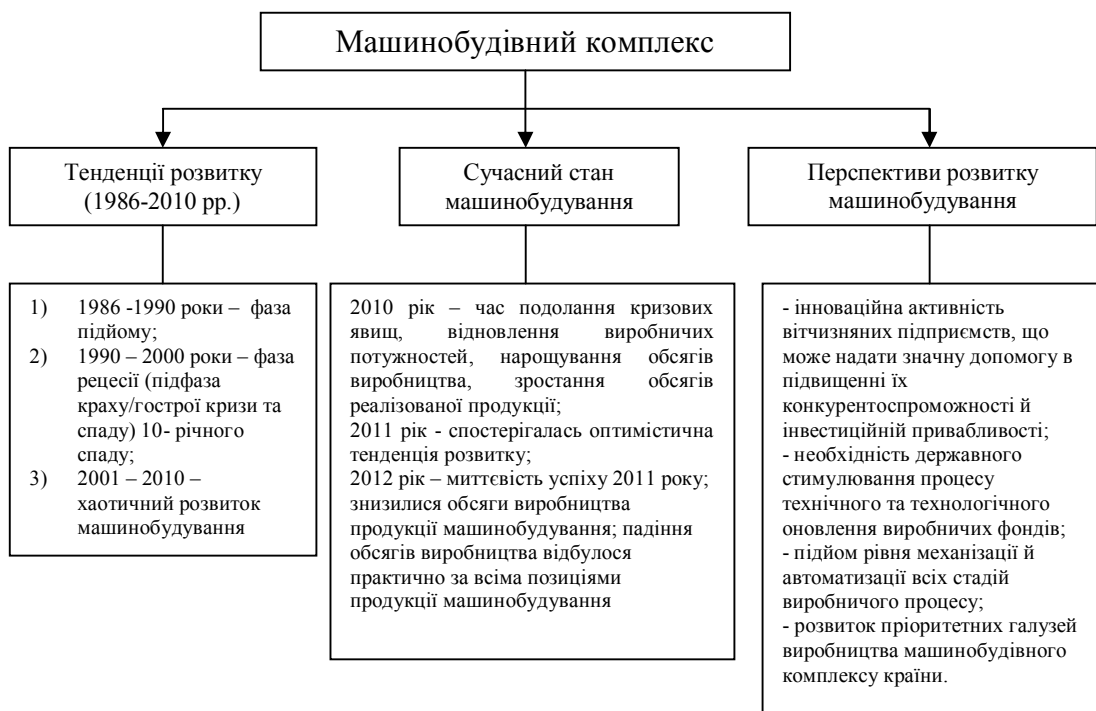 Машинобудівний комплекс
Тенденції розвитку
(1986-2010 рр.)
1) 1986 -1990 роки – фаза
підйому;
2) 1990 – 2000 роки – фаза
рецесії (підфаза
краху/гострої кризи та
спаду) 10- річного
спаду;
3) 2001 – 2010 –
хаотичний розвиток
машинобудування
Сучасний стан
машинобудування
2010 рік – час подолання кризових
явищ, відновлення виробничих
потужностей, нарощування обсягів
виробництва, зростання обсягів
реалізованої продукції;
2011 рік - спостерігалась оптимістична
тенденція розвитку;
2012 рік – миттєвість успіху 2011 року;
знизилися обсяги виробництва
продукції машинобудування; падіння
обсягів виробництва відбулося
практично за всіма позиціями
продукції машинобудування
Перспективи розвитку
машинобудування
- інноваційна активність
вітчизняних підприємств, що
може надати значну допомогу в
підвищенні їх
конкурентоспроможності й
інвестиційній привабливості;
- необхідність державного
стимулювання процесу
технічного та технологічного
оновлення виробничих фондів;
- підйом рівня механізації й
автоматизації всіх стадій
виробничого процесу;
- розвиток пріоритетних галузей
виробництва машинобудівного
комплексу країни.